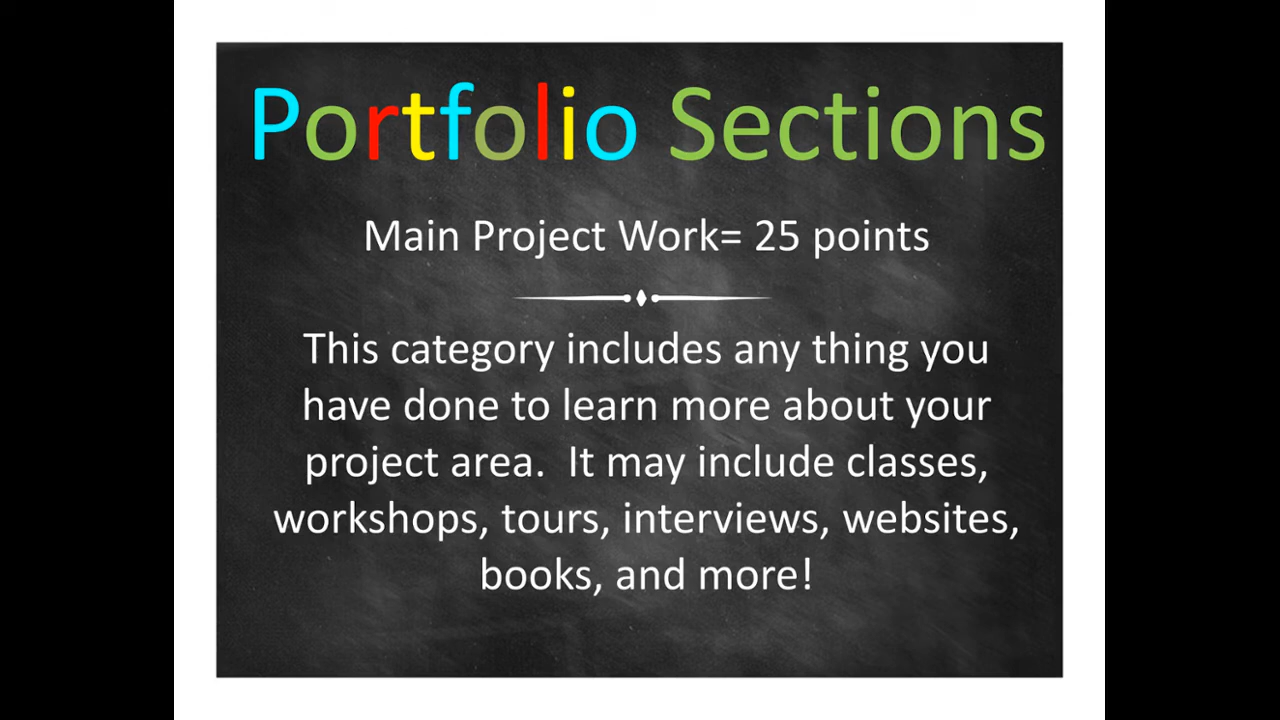 Portfolio Sections
Main Project Work= 25 points
This category includes any thing you
have done to learn more about your
project area.  It may include classes,
workshops, tours, interviews, websites,
books, and more!